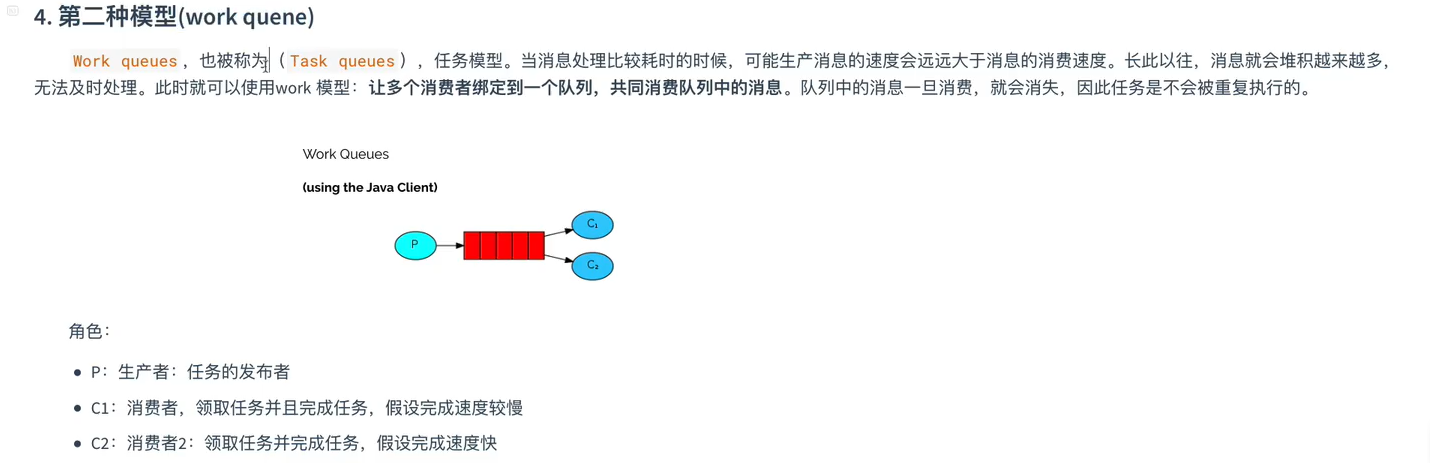 4. 第二种模型(work quene)
Work queues，也被称为（Task queues），任务模型。当消息处理比较耗时的时候，可能生产消息的速度会远远大于消息的消费速度。长此以往，消息就会堆积越来越多，
无法及时处理。此时就可以使用work 模型：让多个消费者绑定到一个队列，共同消费队列中的消息。队列中的消息一旦消费，就会消失，因此任务是不会被重复执行的。
Work Queues
(using the Java Client)
C₁
P
C₂
角色：
P：生产者：任务的发布者
C1：消费者，领取任务并且完成任务，假设完成速度较慢
C2：消费者2：领取任务并完成任务，假设完成速度快